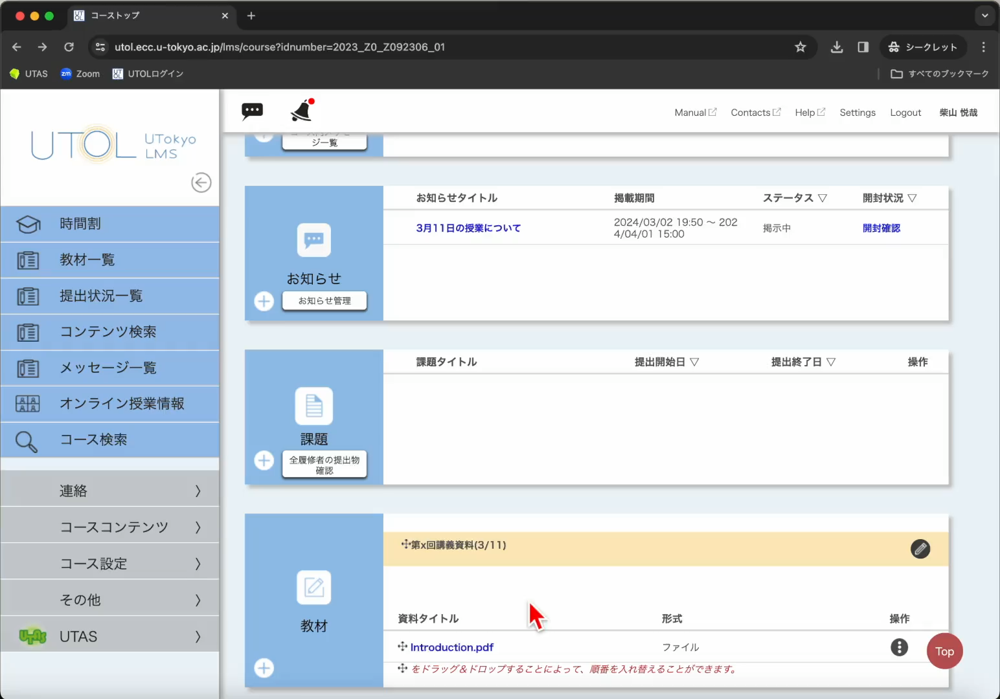 コーストップ
utol.ecc.u-tokyo.ac.jp/lms/course?idnumber=2023_Z0_Z092306_01
シークレット
UTAS
zm Zoom
UTOLログイン
すべてのブックマーク
UTOL UTokyo
LMS
Manual
Contacts
Help
Settings
Logout
柴山 悦哉
時間割
教材一覧
提出状況一覧
コンテンツ検索
メッセージ一覧
オンライン授業情報
コース検索
連絡
コースコンテンツ
コース設定
その他
UTAS UTAS
ジ一覧
お知らせ
お知らせ管理
お知らせタイトル 掲載期間 ステータス ▽ 開封状況 ▽
3月11日の授業について 2024/03/02 19:50 ～ 202
4/04/01 15:00 掲示中 開封確認
課題
全履修者の提出物
確認
課題タイトル 提出開始日 ▽ 提出終了日 ▽ 操作
教材
第x回講義資料(3/11)
資料タイトル 形式 操作
Introduction.pdf ファイル
をドラッグ＆ドロップすることによって、順番を入れ替えることができます。
Top